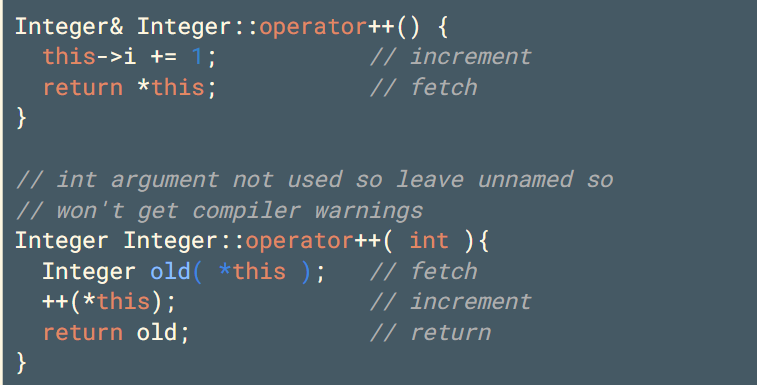 Integer& Integer::operator++() {
  this->i += 1;           // increment
  return *this;           // fetch
}
// int argument not used so leave unnamed so
// won't get compiler warnings
Integer Integer::operator++( int ){
  Integer old( *this );   // fetch
  ++(*this);              // increment
  return old;             // return
}